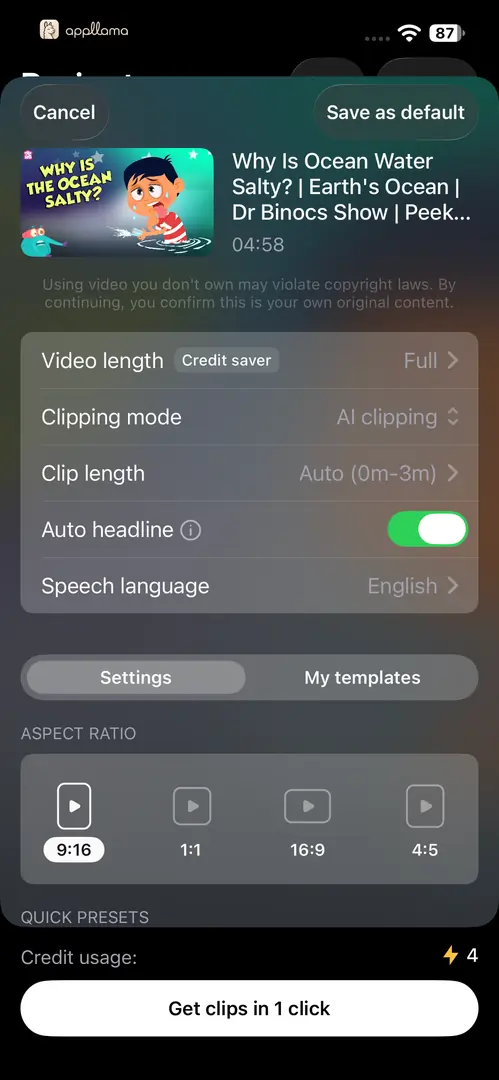 appllama
87
Cancel
Save as default
WHY IS
THE OCEAN
SALTY?
Why Is Ocean Water
Salty? | Earth's Ocean |
Dr Binocs Show | Peek...
04:58
Using video you don't own may violate copyright laws. By
continuing, you confirm this is your own original content.
Video length Credit saver Full
Clipping mode AI clipping
Clip length Auto (0m-3m)
Auto headline
Speech language English
Settings My templates
ASPECT RATIO
9:16 1:1 16:9 4:5
QUICK PRESETS
Credit usage: 4
Get clips in 1 click